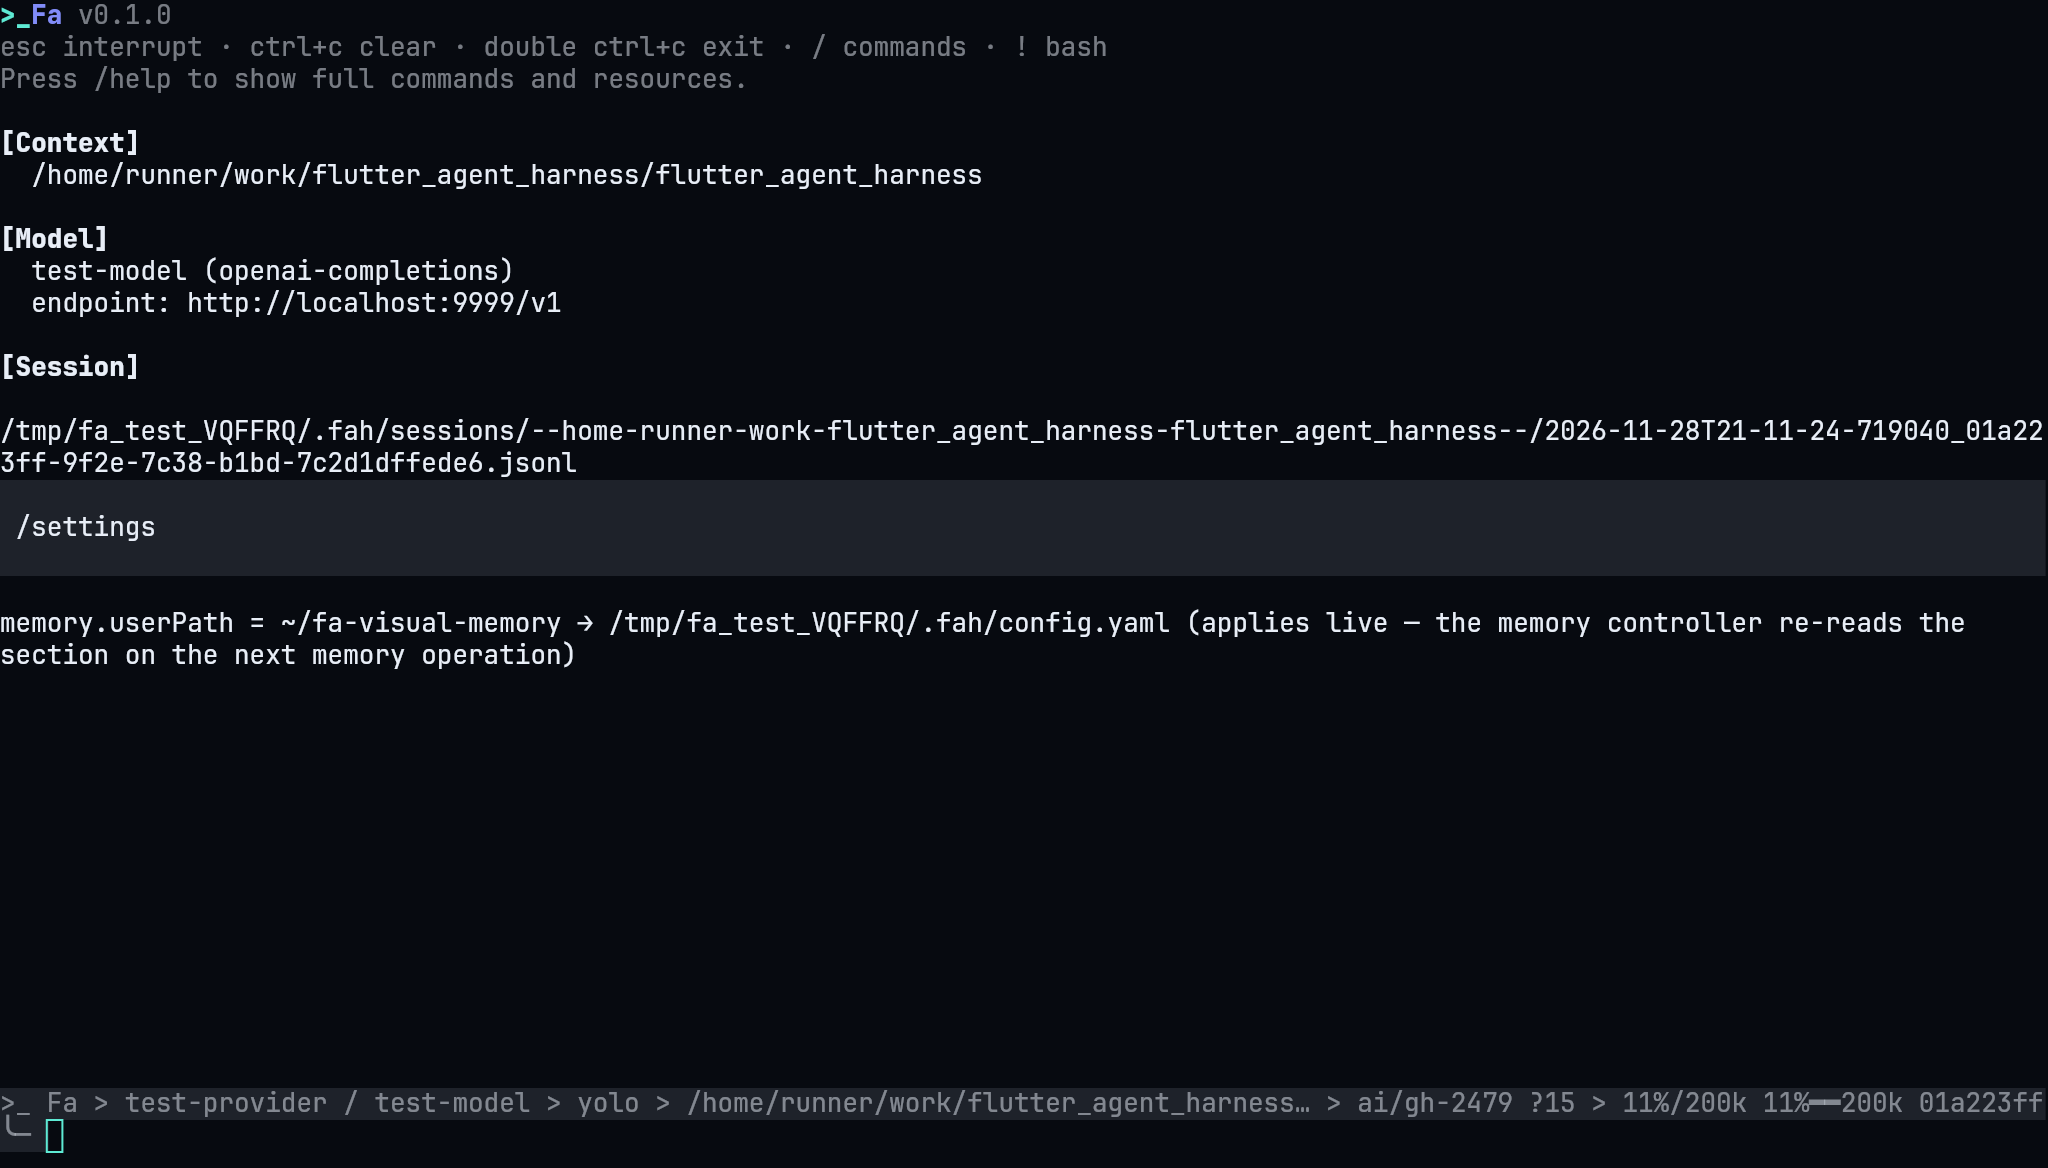 >_Fa v0.1.0
esc interrupt · ctrl+c clear · double ctrl+c exit · / commands · ! bash
Press /help to show full commands and resources.
[Context]
/home/runner/work/flutter_agent_harness/flutter_agent_harness
[Model]
test-model (openai-completions)
endpoint: http://localhost:9999/v1
[Session]
/tmp/fa_test_VQFFRQ/.fah/sessions/--home-runner-work-flutter_agent_harness-flutter_agent_harness--/2026-11-28T21-11-24-719040_01a22
3ff-9f2e-7c38-b1bd-7c2d1dffede6.jsonl
/settings
memory.userPath = ~/fa-visual-memory → /tmp/fa_test_VQFFRQ/.fah/config.yaml (applies live — the memory controller re-reads the
section on the next memory operation)
>_ Fa > test-provider / test-model > yolo > /home/runner/work/flutter_agent_harness… > ai/gh-2479 ?15 > 11%/200k 11%━━200k 01a223ff